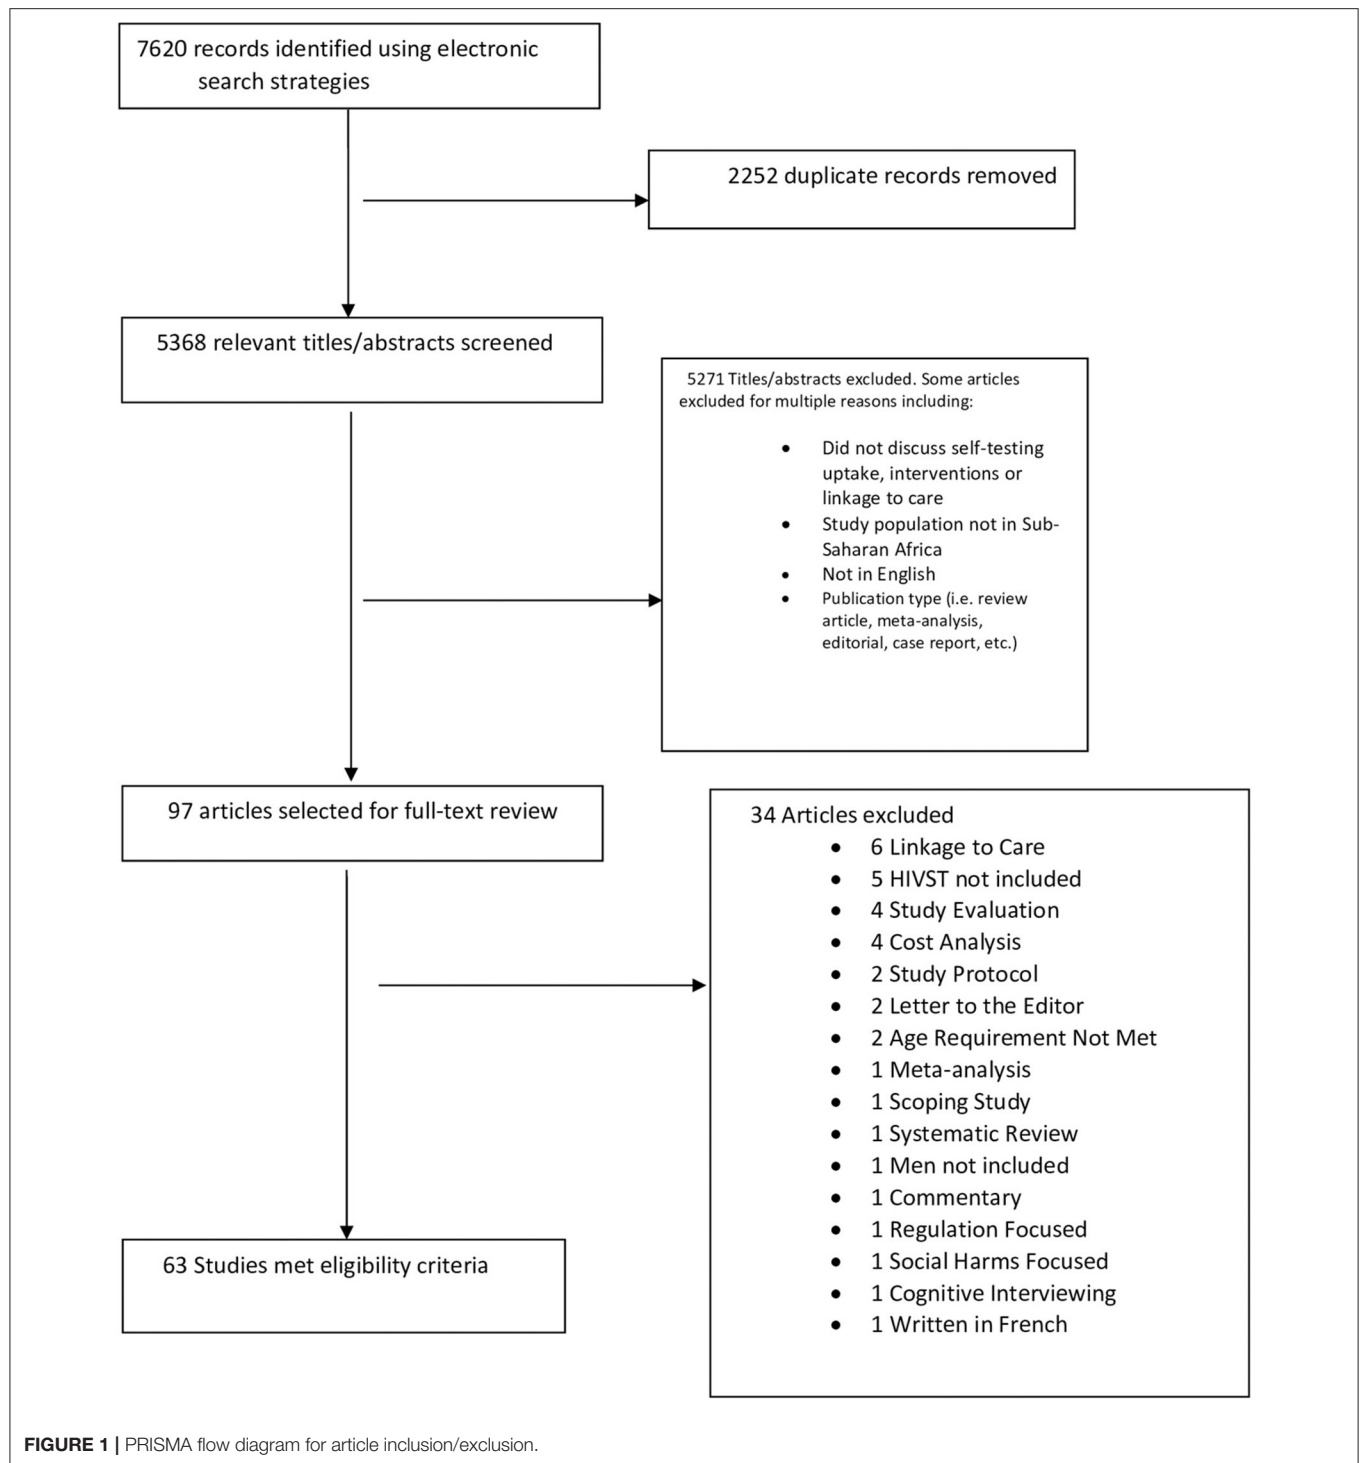 7620 records identified using electronic
search strategies
2252 duplicate records removed
5368 relevant titles/abstracts screened
5271 Titles/abstracts excluded. Some articles
excluded for multiple reasons including:
• Did not discuss self-testing
uptake, interventions or
linkage to care
• Study population not in Sub-
Saharan Africa
• Not in English
• Publication type (i.e. review
article, meta-analysis,
editorial, case report, etc.)
97 articles selected for full-text review
34 Articles excluded
• 6 Linkage to Care
• 5 HIVST not included
• 4 Study Evaluation
• 4 Cost Analysis
• 2 Study Protocol
• 2 Letter to the Editor
• 2 Age Requirement Not Met
• 1 Meta-analysis
• 1 Scoping Study
• 1 Systematic Review
• 1 Men not included
• 1 Commentary
• 1 Regulation Focused
• 1 Social Harms Focused
• 1 Cognitive Interviewing
• 1 Written in French
63 Studies met eligibility criteria
FIGURE 1 | PRISMA flow diagram for article inclusion/exclusion.